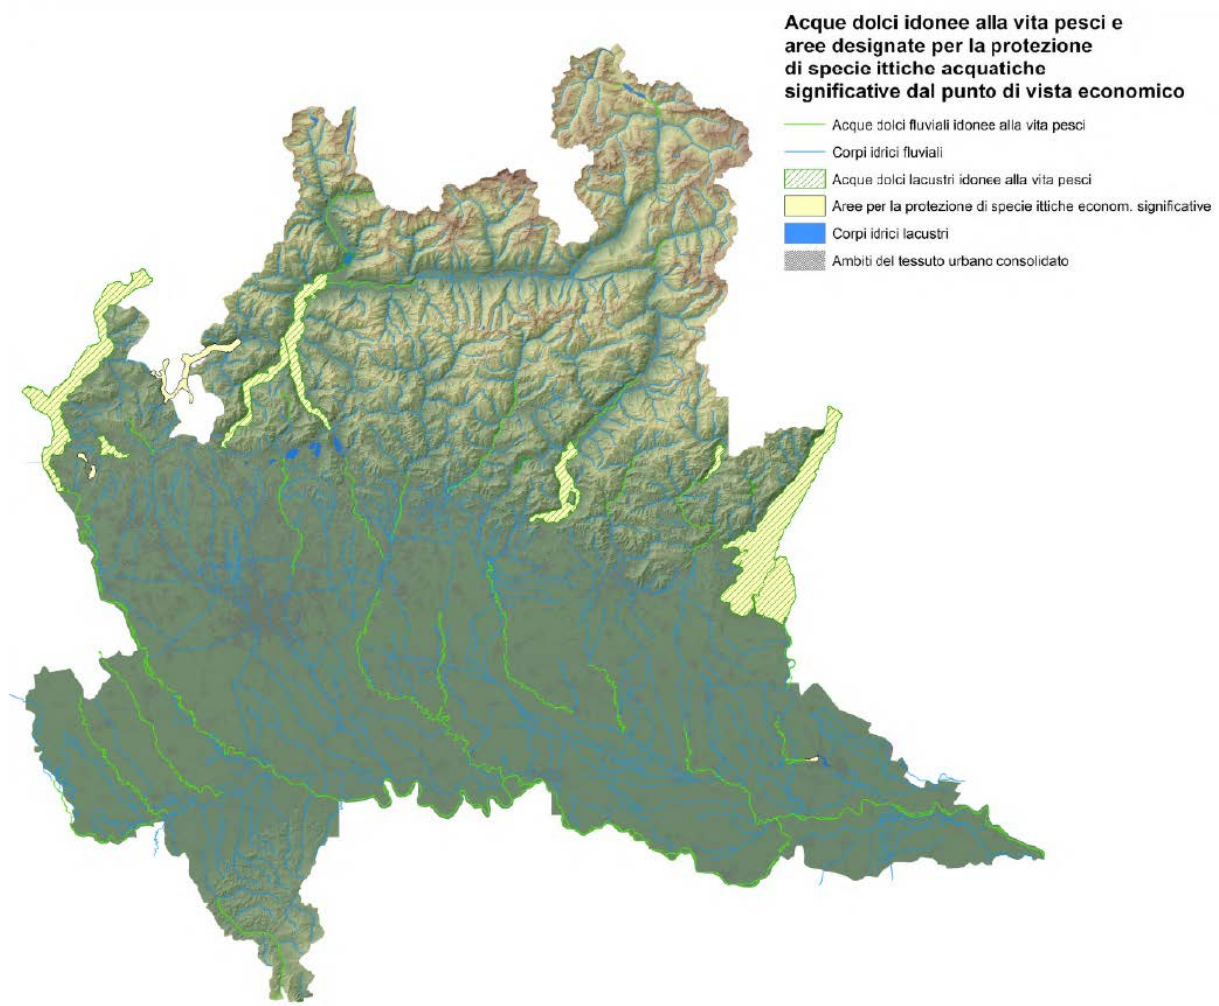 Acque dolci idonee alla vita pesci e
aree designate per la protezione
di specie ittiche acquatiche
significative dal punto di vista economico
Acque dolci fluviali idonee alla vita pesci
Corpi idrici fluviali
Acque dolci lacustri idonee alla vita pesci
Aree per la protezione di specie ittiche econom. significative
Corpi idrici lacustri
Ambiti del tessuto urbano consolidato